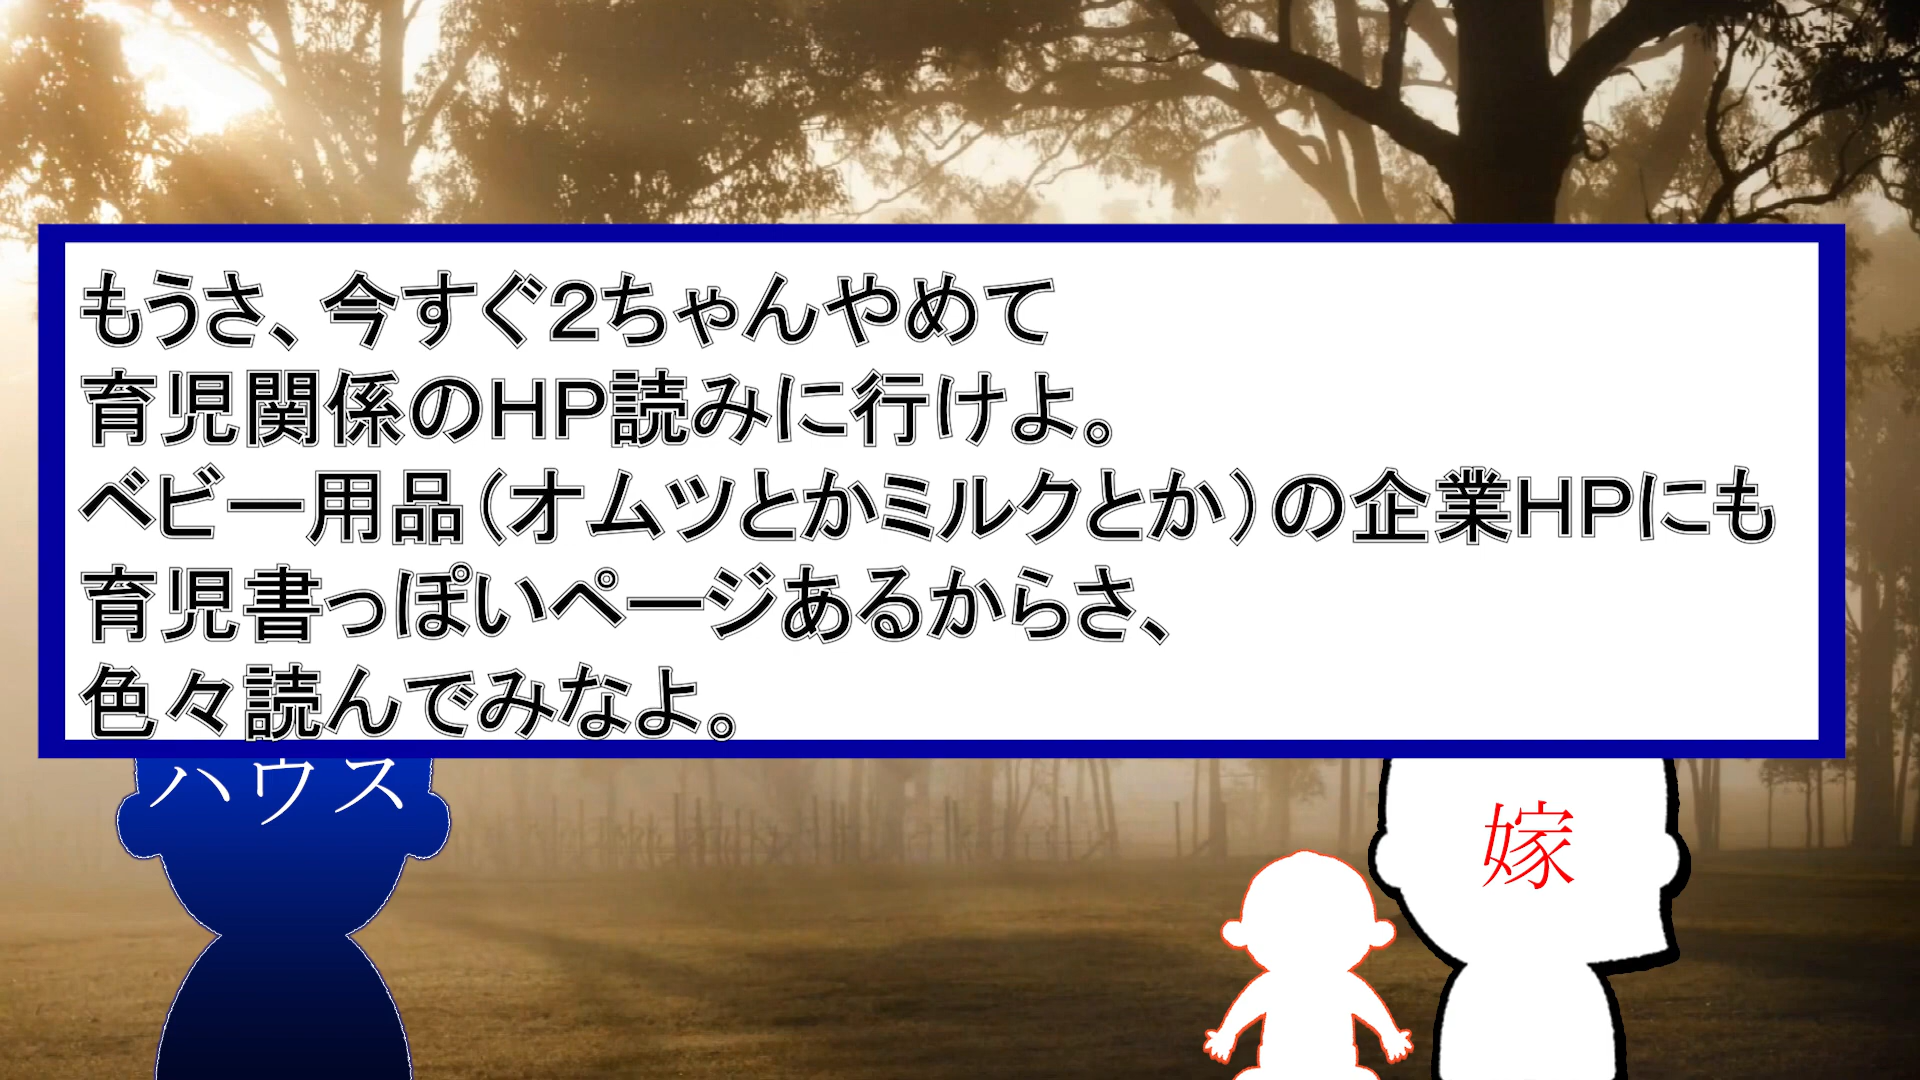 もうさ、今すぐ２ちゃんやめて
育児関係のＨＰ読みに行けよ。
ベビー用品（オムツとかミルクとか）の企業ＨＰにも
育児書っぽいページあるからさ、
色々読んでみなよ。
ハウス
嫁